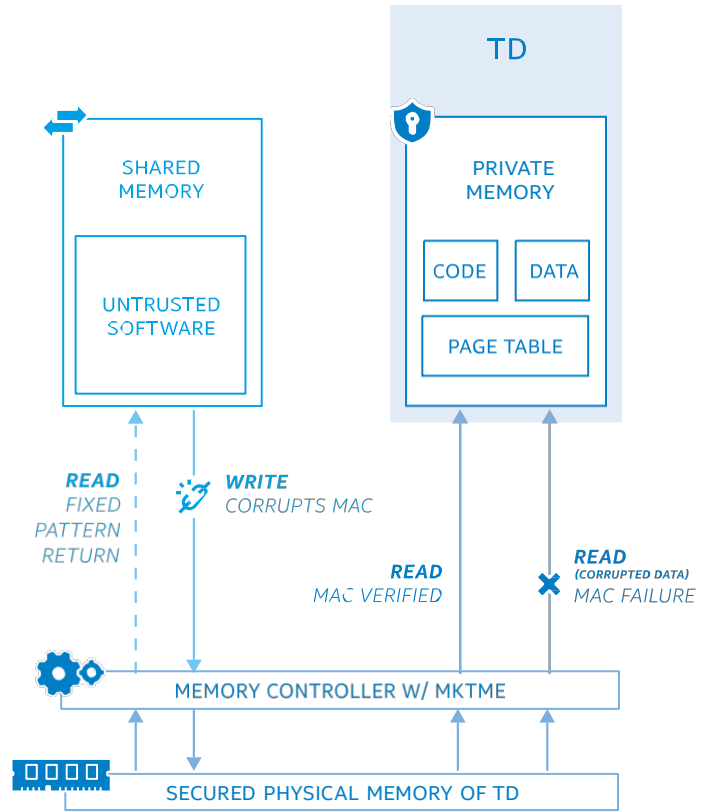 TD
SHARED
MEMORY
UNTRUSTED
SOFTWARE
PRIVATE
MEMORY
CODE
DATA
PAGE TABLE
READ
FIXED
PATTERN
RETURN
WRITE
CORRUPTS MAC
READ
MAC VERIFIED
READ
(CORRUPTED DATA)
MAC FAILURE
MEMORY CONTROLLER W/ MKTME
SECURED PHYSICAL MEMORY OF TD